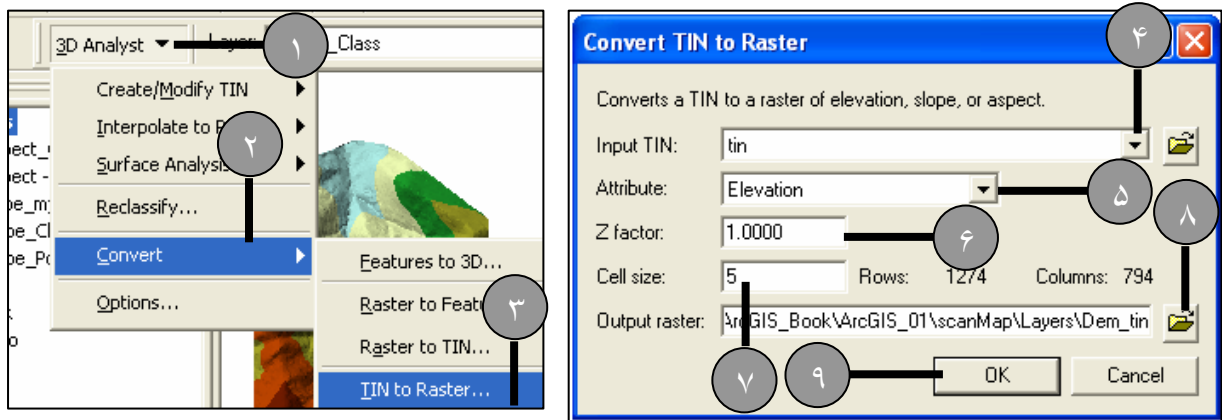 3D Analyst
۱
_Class
Create/Modify TIN
Interpolate to
۲
Surface Analysis
Reclassify...
Convert
Options...
Features to 3D...
Raster to Featu
۳
Raster to TIN...
TIN to Raster...
Convert TIN to Raster
۴
Converts a TIN to a raster of elevation, slope, or aspect.
Input TIN: tin
Attribute: Elevation
۵
۸
Z factor: 1.0000
۶
Cell size: 5 Rows: 1274 Columns: 794
Output raster: \ArcGIS_Book\ArcGIS_01\scanMap\Layers\Dem_tin
۷
۹
OK Cancel